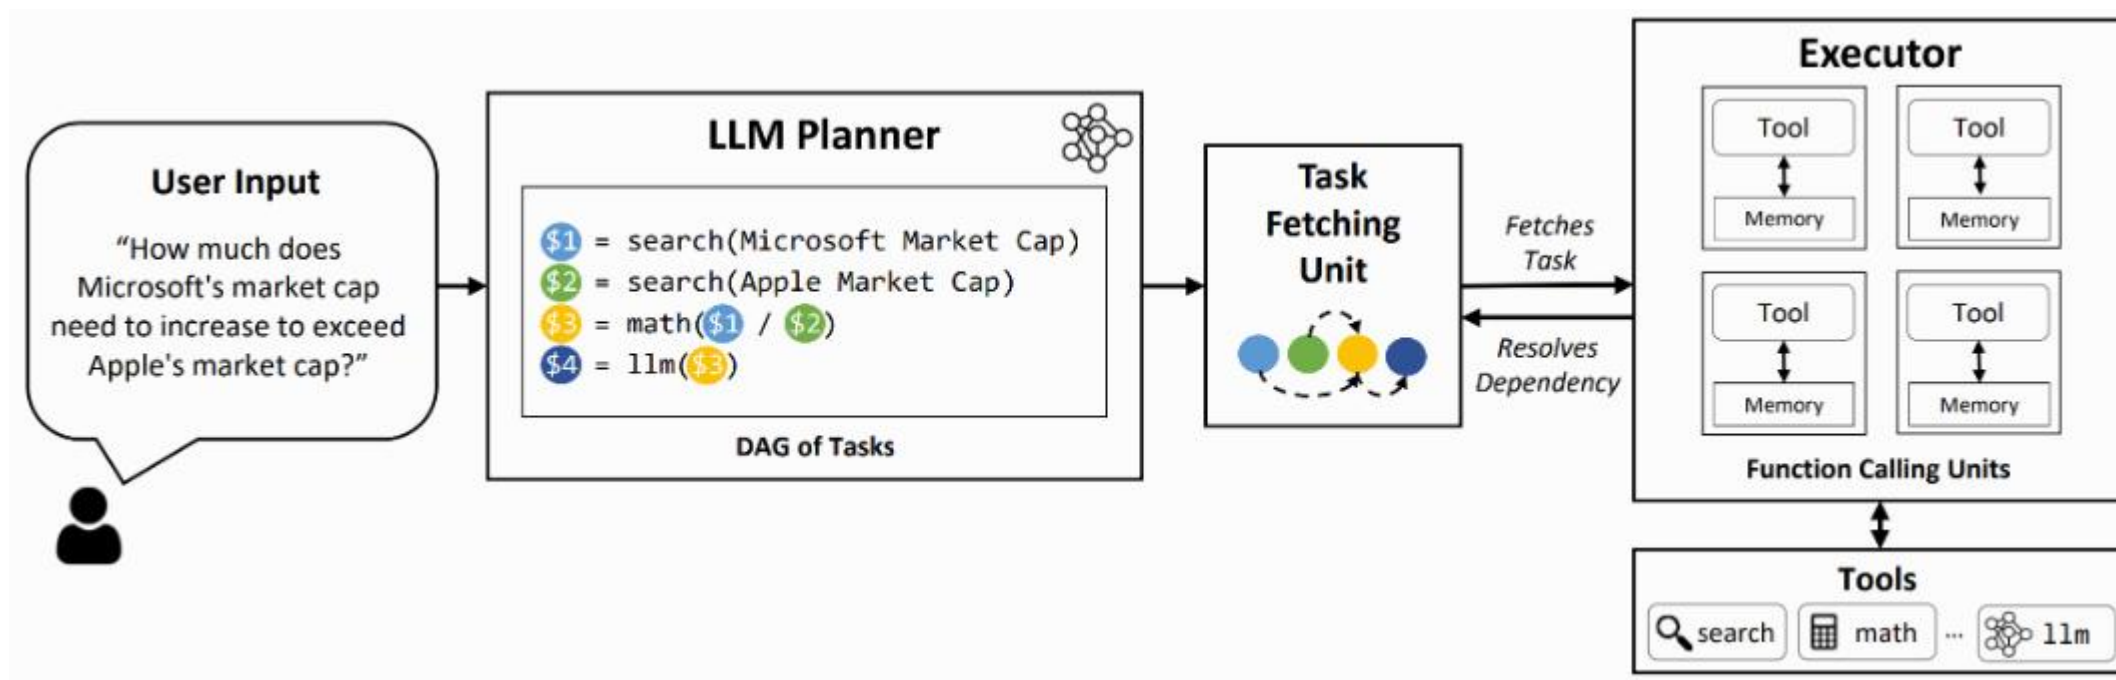 User Input
“How much does
Microsoft's market cap
need to increase to exceed
Apple's market cap?”
LLM Planner
$1 = search(Microsoft Market Cap)
$2 = search(Apple Market Cap)
$3 = math($1 / $2)
$4 = llm($3)
DAG of Tasks
Task
Fetching
Unit
Fetches
Task
Resolves
Dependency
Executor
Tool
Memory
Tool
Memory
Tool
Memory
Tool
Memory
Function Calling Units
Tools
search
math
...
llm